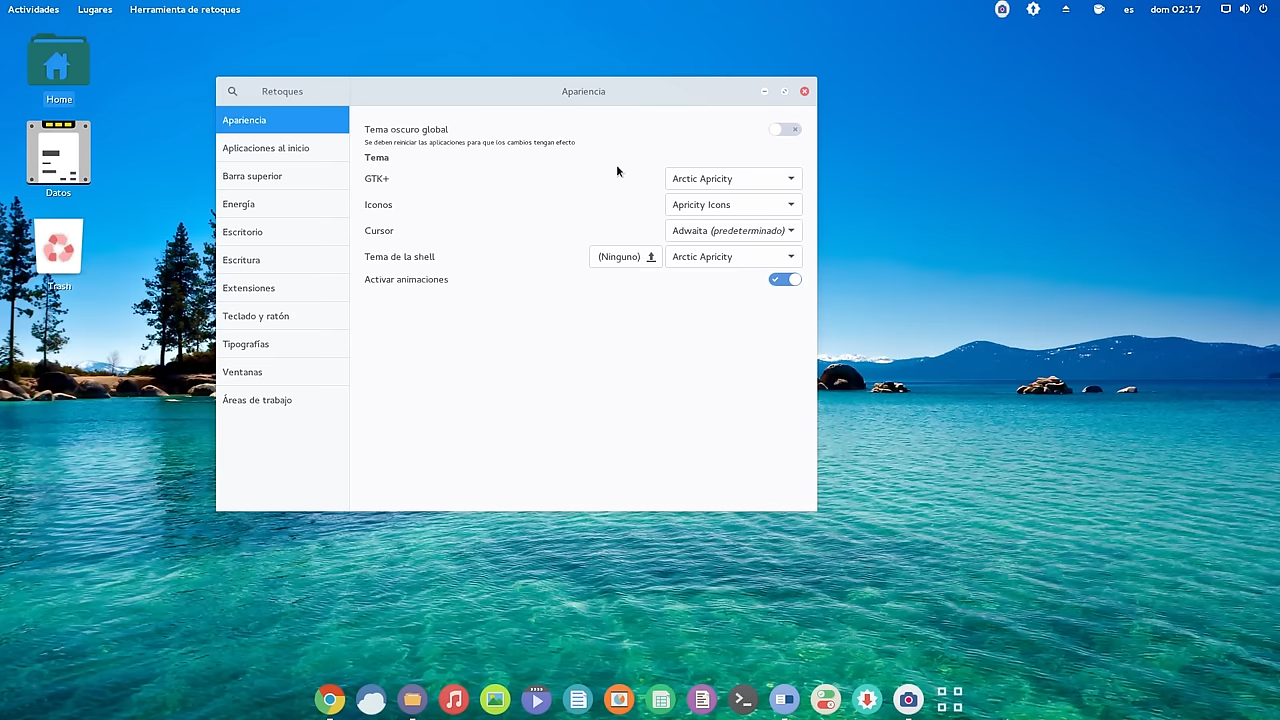 Actividades Lugares Herramienta de retoques es dom 02:17
Home
Datos
Trash
Retoques Apariencia
Apariencia
Aplicaciones al inicio
Barra superior
Energía
Escritorio
Escritura
Extensiones
Teclado y ratón
Tipografías
Ventanas
Áreas de trabajo
Tema oscuro global
Se deben reiniciar las aplicaciones para que los cambios tengan efecto
Tema
GTK+ Arctic Apricity
Iconos Apricity Icons
Cursor Adwaita (predeterminado)
Tema de la shell (Ninguno) Arctic Apricity
Activar animaciones